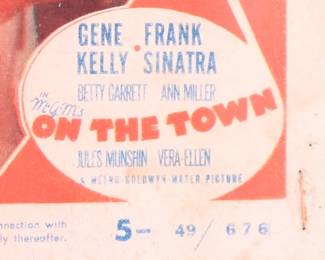 GENE FRANK
KELLY SINATRA
BETTY GARRETT ANN MILLER
IN M·G·M's
ON THE TOWN
JULES MUNSHIN VERA-ELLEN
A METRO-GOLDWYN-MAYER PICTURE
nnection with
ly thereafter.
5- 49/676